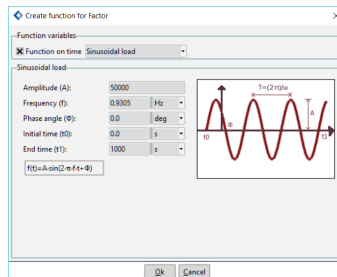 Create function for Factor
Function variables
Function on time Sinusoidal load
Sinusoidal load
Amplitude (A): 50000
Frequency (f): 0.9305 Hz
Phase angle (Φ): 0.0 deg
Initial time (t0): 0.0 s
End time (t1): 1000 s
f(t)=A·sin(2·π·f·t+Φ)
T=(2π)/ω
A
Φ
t0
t1
Ok Cancel